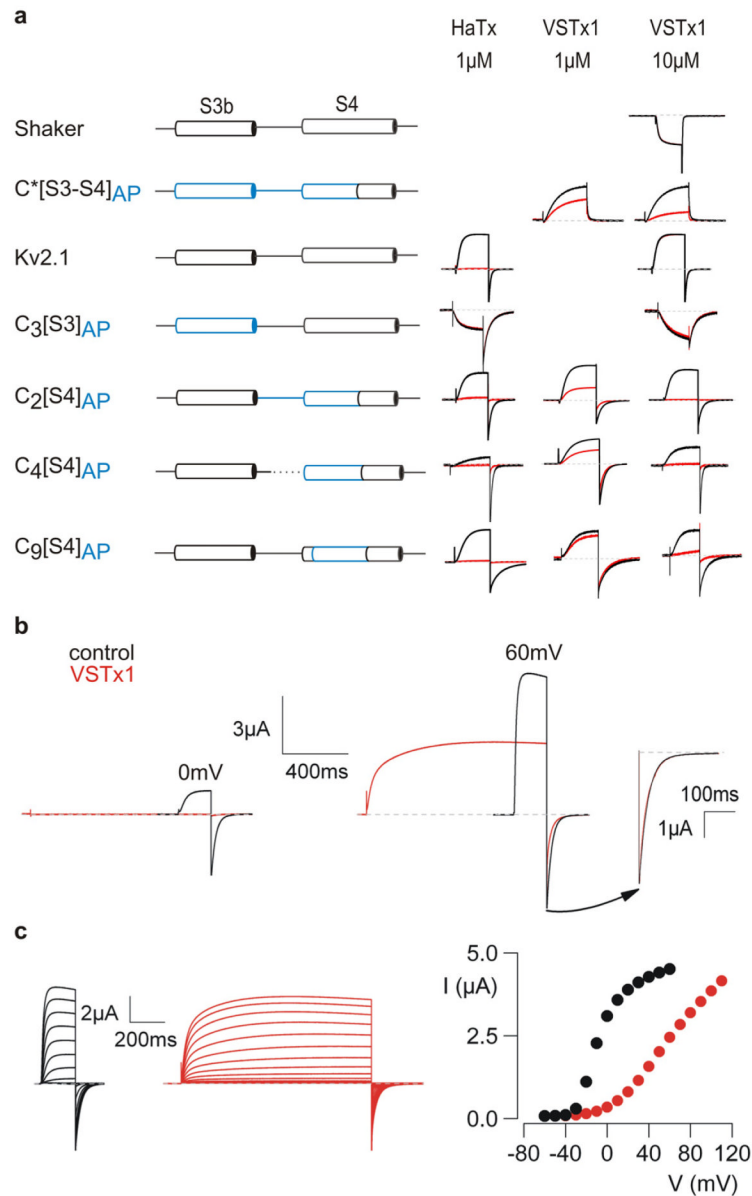 a
HaTx VSTx1 VSTx1
1µM 1µM 10µM
S3b S4
Shaker
C*[S3-S4]AP
Kv2.1
C3[S3]AP
C2[S4]AP
C4[S4]AP
C9[S4]AP
b
control
VSTx1
60mV
3µA
400ms
0mV
100ms
1µA
c
2µA
200ms
5.0
I (µA)
2.5
0.0
-80 -40 0 40 80 120
V (mV)